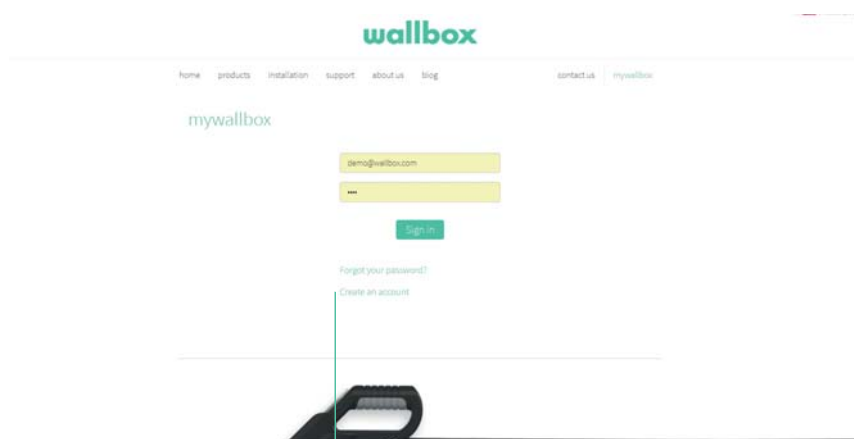 wallbox
home products installation support about us blog contact us mywallbox
mywallbox
demo@wallbox.com
••••
Sign in
Forgot your password?
Create an account